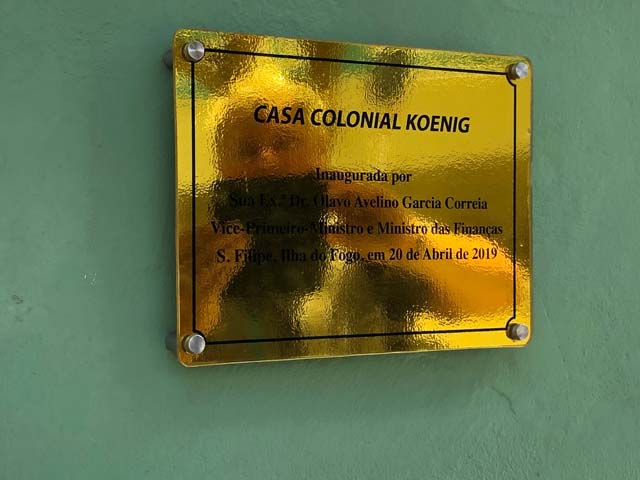 CASA COLONIAL KOENIG
Inaugurada por
Sua Ex.ª Dr. Olavo Avelino Garcia Correia
Vice-Primeiro-Ministro e Ministro das Finanças
S. Filipe, Ilha do Fogo, em 20 de Abril de 2019